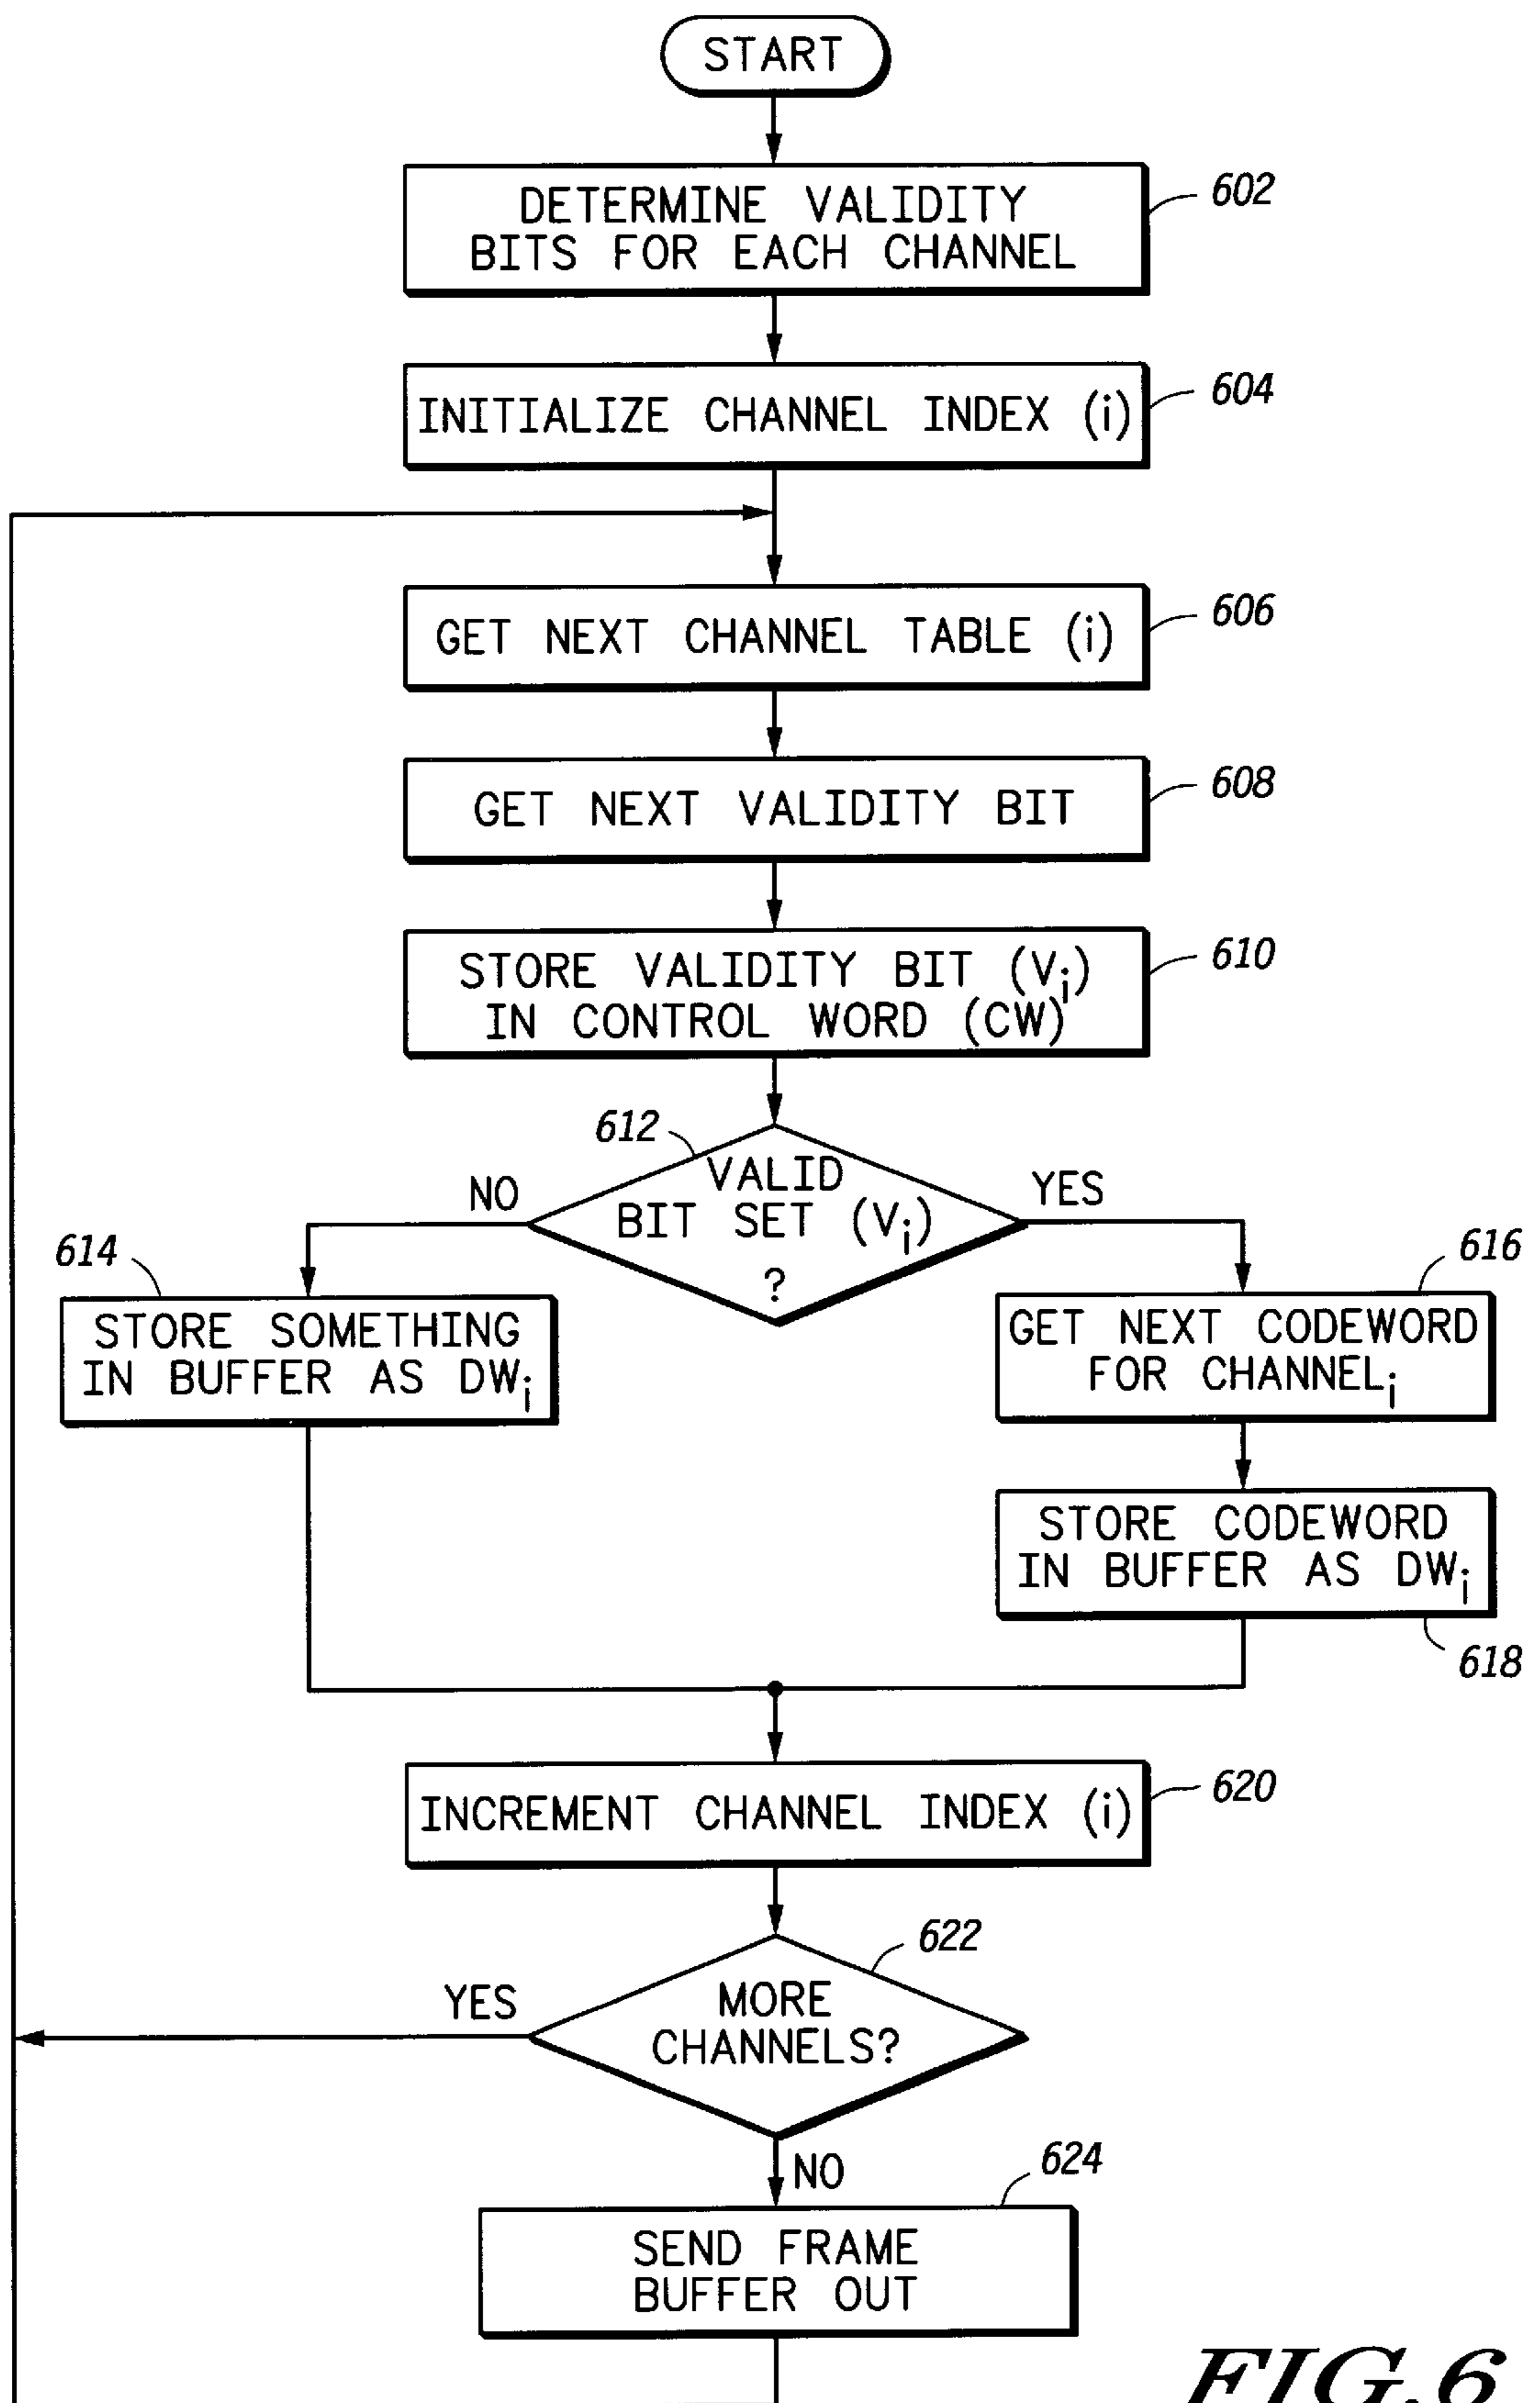 START
DETERMINE VALIDITY
BITS FOR EACH CHANNEL
602
INITIALIZE CHANNEL INDEX (i)
604
GET NEXT CHANNEL TABLE (i)
606
GET NEXT VALIDITY BIT
608
STORE VALIDITY BIT (Vi)
IN CONTROL WORD (CW)
610
612
VALID
BIT SET (Vi)
?
NO
YES
614
STORE SOMETHING
IN BUFFER AS DWi
616
GET NEXT CODEWORD
FOR CHANNELi
STORE CODEWORD
IN BUFFER AS DWi
618
INCREMENT CHANNEL INDEX (i)
620
622
MORE
CHANNELS?
YES
NO
624
SEND FRAME
BUFFER OUT
FIG.6